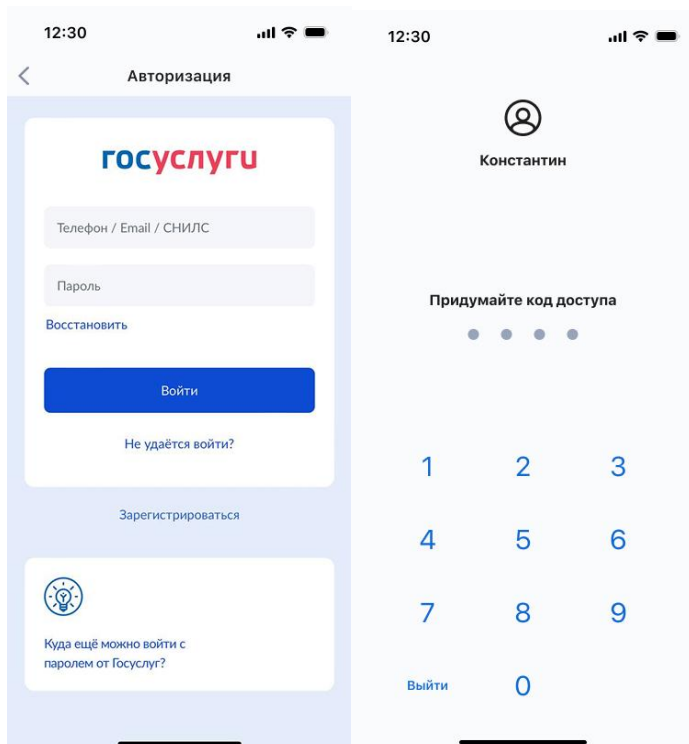 12:30
Авторизация
госуслуги
Телефон / Email / СНИЛС
Пароль
Восстановить
Войти
Не удаётся войти?
Зарегистрироваться
Куда ещё можно войти с
паролем от Госуслуг?
12:30
Константин
Придумайте код доступа
1 2 3
4 5 6
7 8 9
Выйти 0